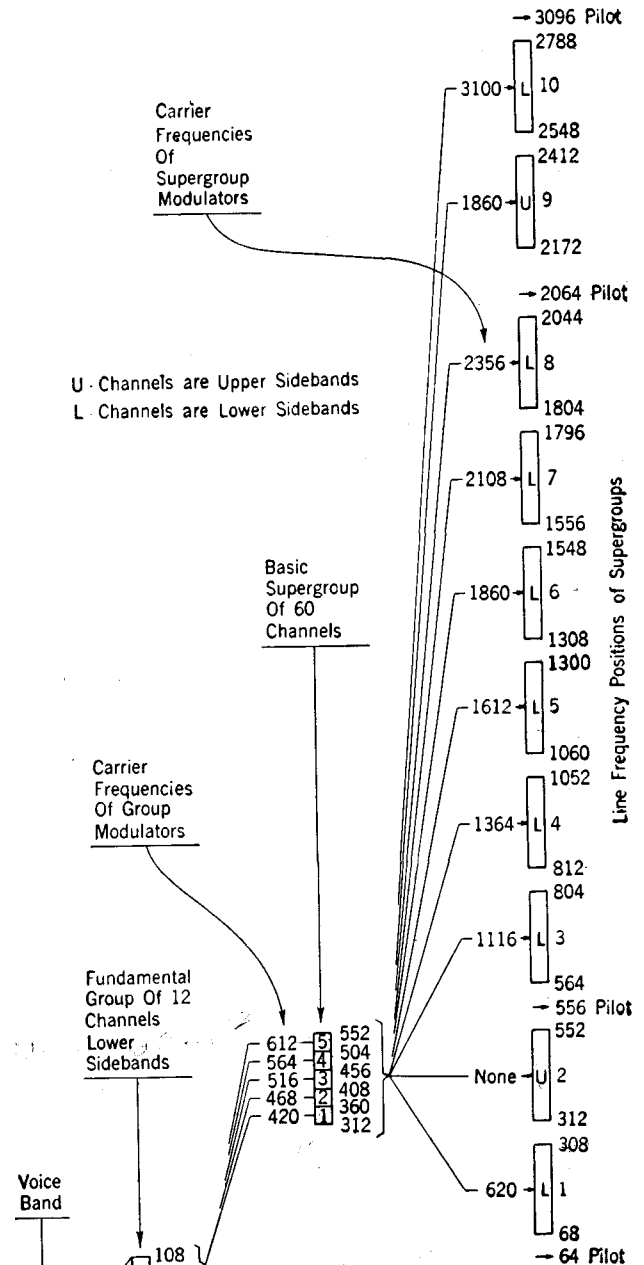 → 3096 Pilot
2788
3100 → L 10
2548
Carrier
Frequencies
Of
Supergroup
Modulators
2412
1860 → U 9
2172
→ 2064 Pilot
2044
2356 → L 8
1804
U - Channels are Upper Sidebands
L - Channels are Lower Sidebands
1796
2108 → L 7
1556
Line Frequency Positions of Supergroups
Basic
Supergroup
Of 60
Channels
1548
1860 → L 6
1308
1300
1612 → L 5
1060
Carrier
Frequencies
Of Group
Modulators
1052
1364 → L 4
812
804
1116 → L 3
564
→ 556 Pilot
Fundamental
Group Of 12
Channels
Lower
Sidebands
552
612 5
504
564 4
456
516 3
408
468 2
360
420 1
312
552
None → U 2
312
308
620 → L 1
68
→ 64 Pilot
Voice
Band
108